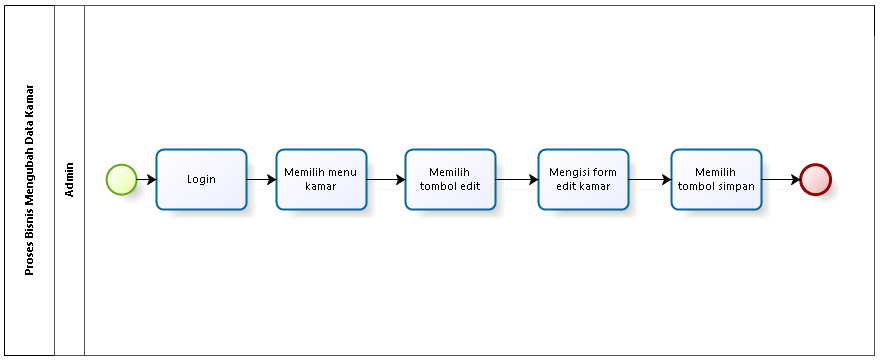 Proses Bisnis Mengubah Data Kamar
Admin
Login
Memilih menu
kamar
Memilih
tombol edit
Mengisi form
edit kamar
Memilih
tombol simpan